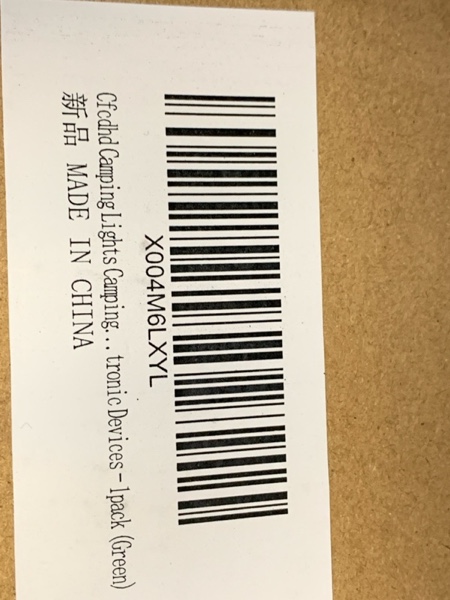 X004M6LXYL
Cfcdhd Camping Lights Camping... tronic Devices - 1pack (Green)
新品 MADE IN CHINA